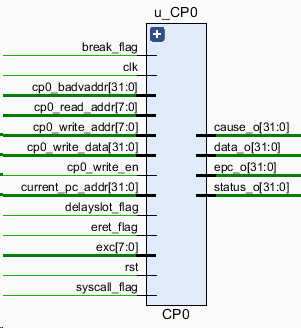 u_CP0
break_flag
clk
cp0_badvaddr[31:0]
cp0_read_addr[7:0]
cp0_write_addr[7:0]
cp0_write_data[31:0]
cp0_write_en
current_pc_addr[31:0]
delayslot_flag
eret_flag
exc[7:0]
rst
syscall_flag
cause_o[31:0]
data_o[31:0]
epc_o[31:0]
status_o[31:0]
CP0